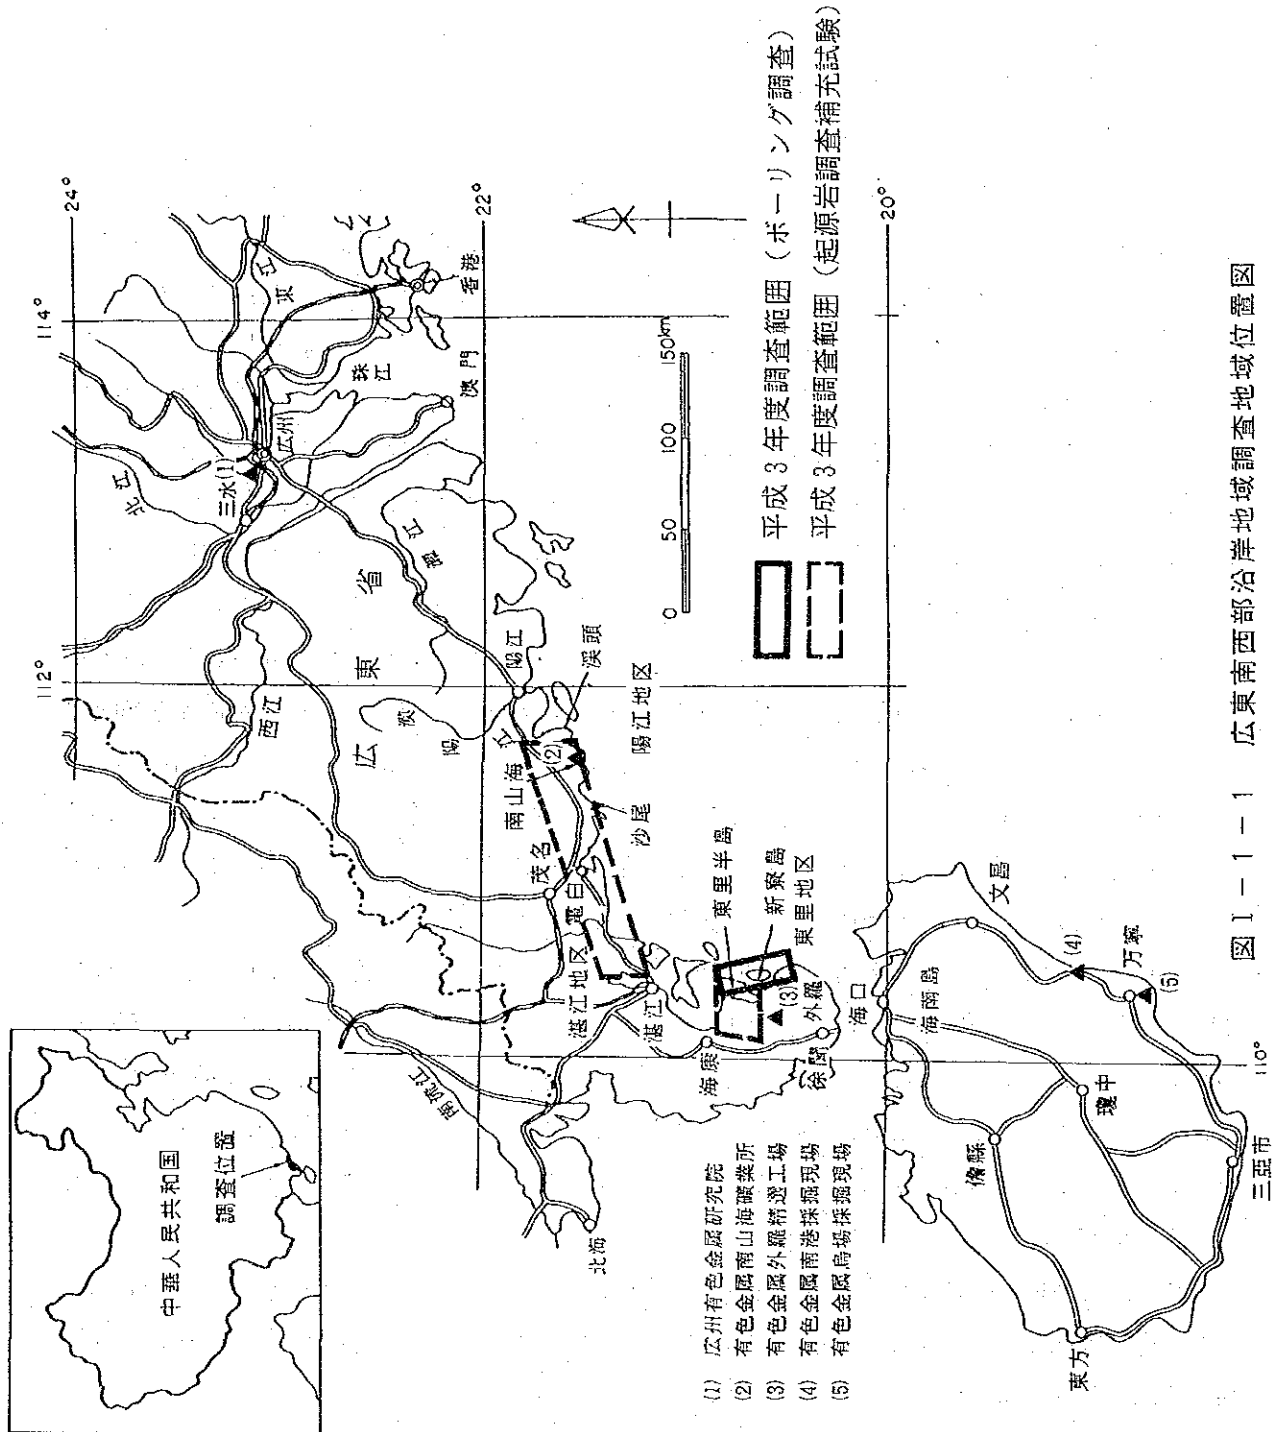 中華人民共和国
調査位置
112°
114°
24°
22°
20°
110°
北江
三水
(1)
広州
東
江
珠
江
澳門
香港
西江
広
東
省
潭
江
漠
陽
江
陽江
南山海
(2)
溪頭
陽江地区
沙尾
茂名
電白
湛江地区
湛江
南流江
北海
東里半島
新寮島
東里地区
(3)
外羅
海康
徐聞
海口
海南島
文昌
(4)
万寧
(5)
瓊中
儋縣
東方
三亜市
0 50 100 150km
平成3年度調査範囲(ボーリング調査)
平成3年度調査範囲(起源岩調査補充試験)
(1) 広州有色金属研究院
(2) 有色金属南山海礦業所
(3) 有色金属外羅精選工場
(4) 有色金属南港採掘現場
(5) 有色金属烏場採掘現場
図1-1-1 広東南西部沿岸地域調査地域位置図